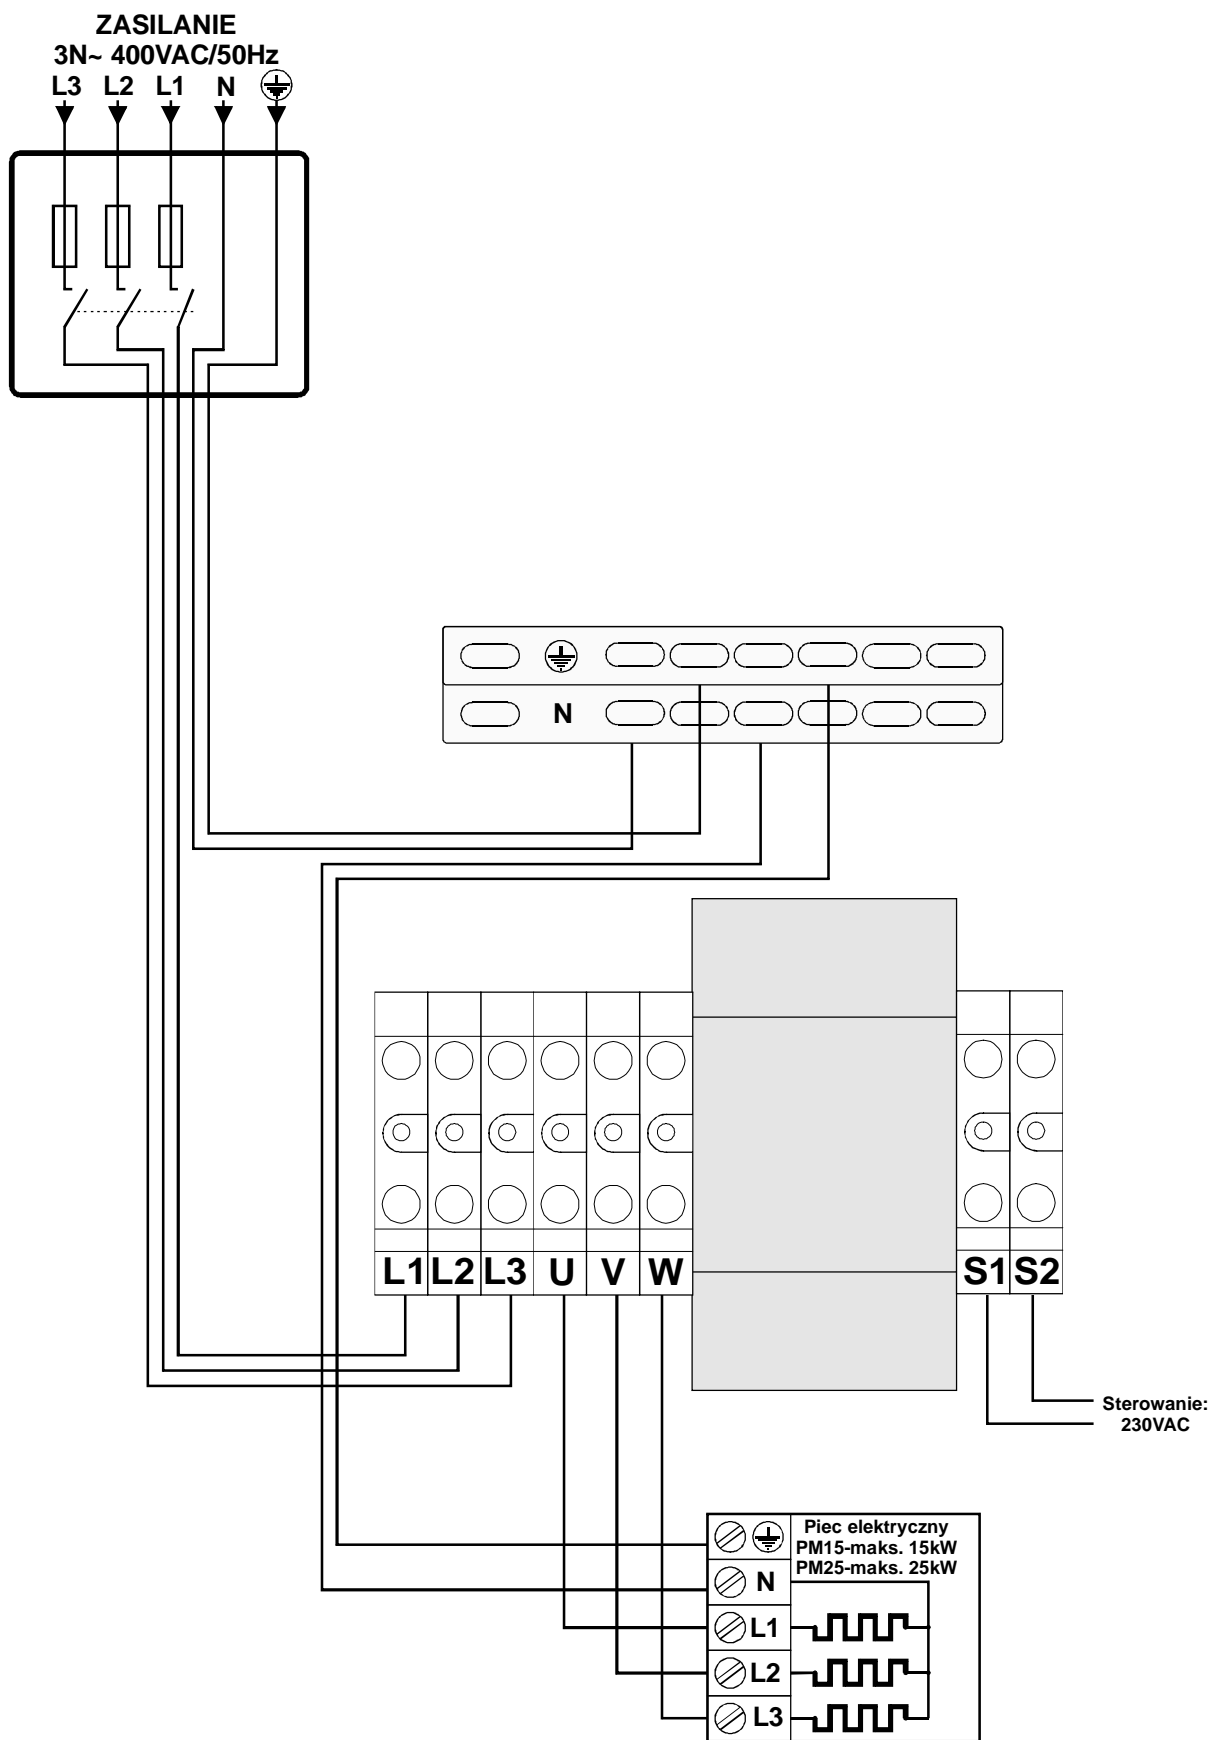 ZASILANIE
3N~ 400VAC/50Hz
L3 L2 L1 N
N
L1 L2 L3 U V W S1 S2
Sterowanie:
230VAC
Piec elektryczny
PM15-maks. 15kW
PM25-maks. 25kW
N
L1
L2
L3